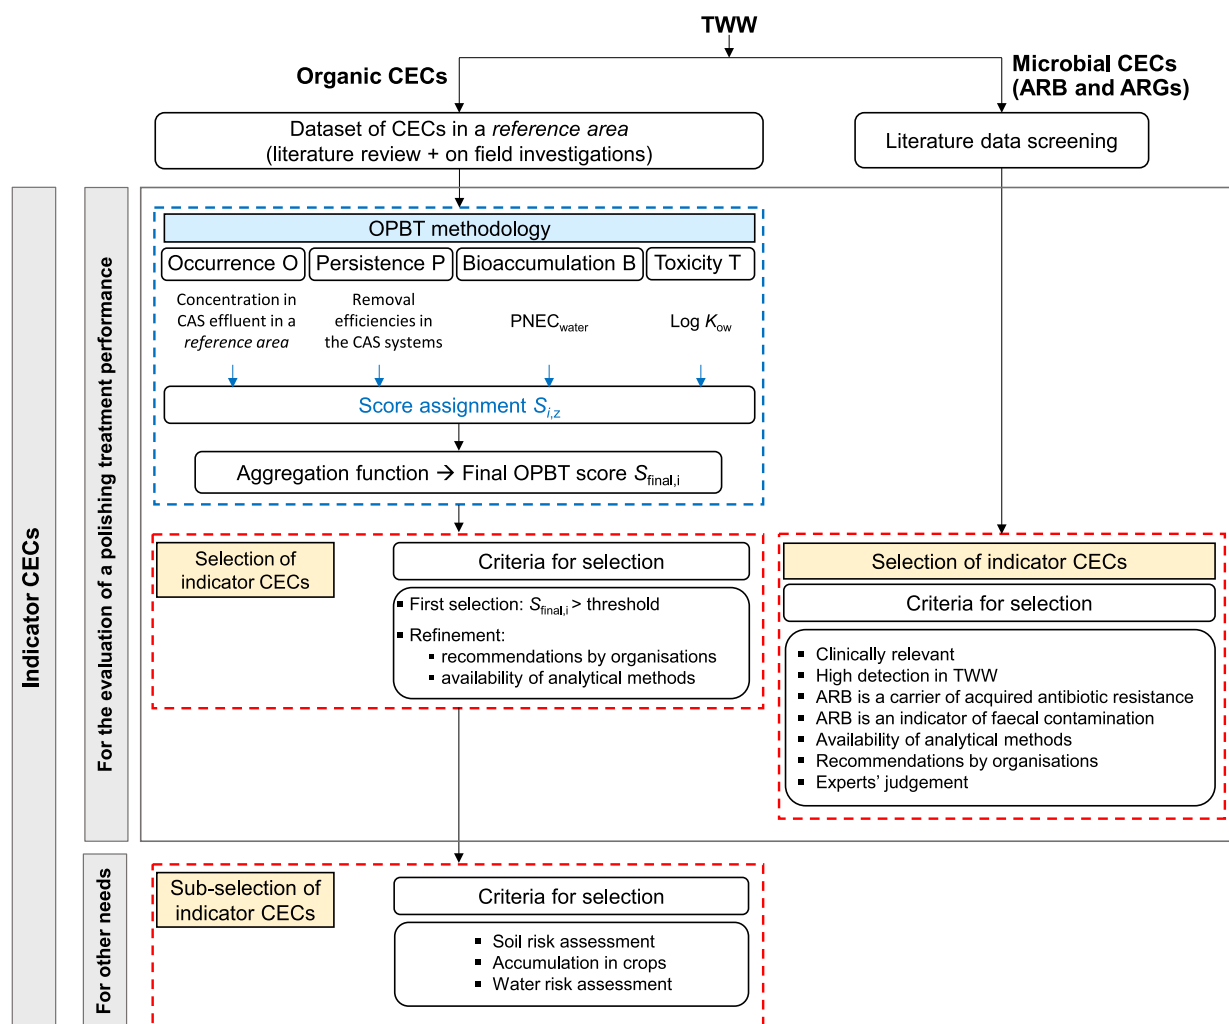 TWW
Organic CECs
Microbial CECs
(ARB and ARGs)
Dataset of CECs in a reference area
(literature review + on field investigations)
Literature data screening
Indicator CECs
For the evaluation of a polishing treatment performance
OPBT methodology
Occurrence O
Persistence P
Bioaccumulation B
Toxicity T
Concentration in
CAS effluent in a
reference area
Removal
efficiencies in
the CAS systems
PNECwater
Log Kow
Score assignment Si,z
Aggregation function → Final OPBT score Sfinal,i
Selection of
indicator CECs
Criteria for selection
▪ First selection: Sfinal,i > threshold
▪ Refinement:
▪ recommendations by organisations
▪ availability of analytical methods
Selection of indicator CECs
Criteria for selection
▪ Clinically relevant
▪ High detection in TWW
▪ ARB is a carrier of acquired antibiotic resistance
▪ ARB is an indicator of faecal contamination
▪ Availability of analytical methods
▪ Recommendations by organisations
▪ Experts' judgement
For other needs
Sub-selection of
indicator CECs
Criteria for selection
▪ Soil risk assessment
▪ Accumulation in crops
▪ Water risk assessment